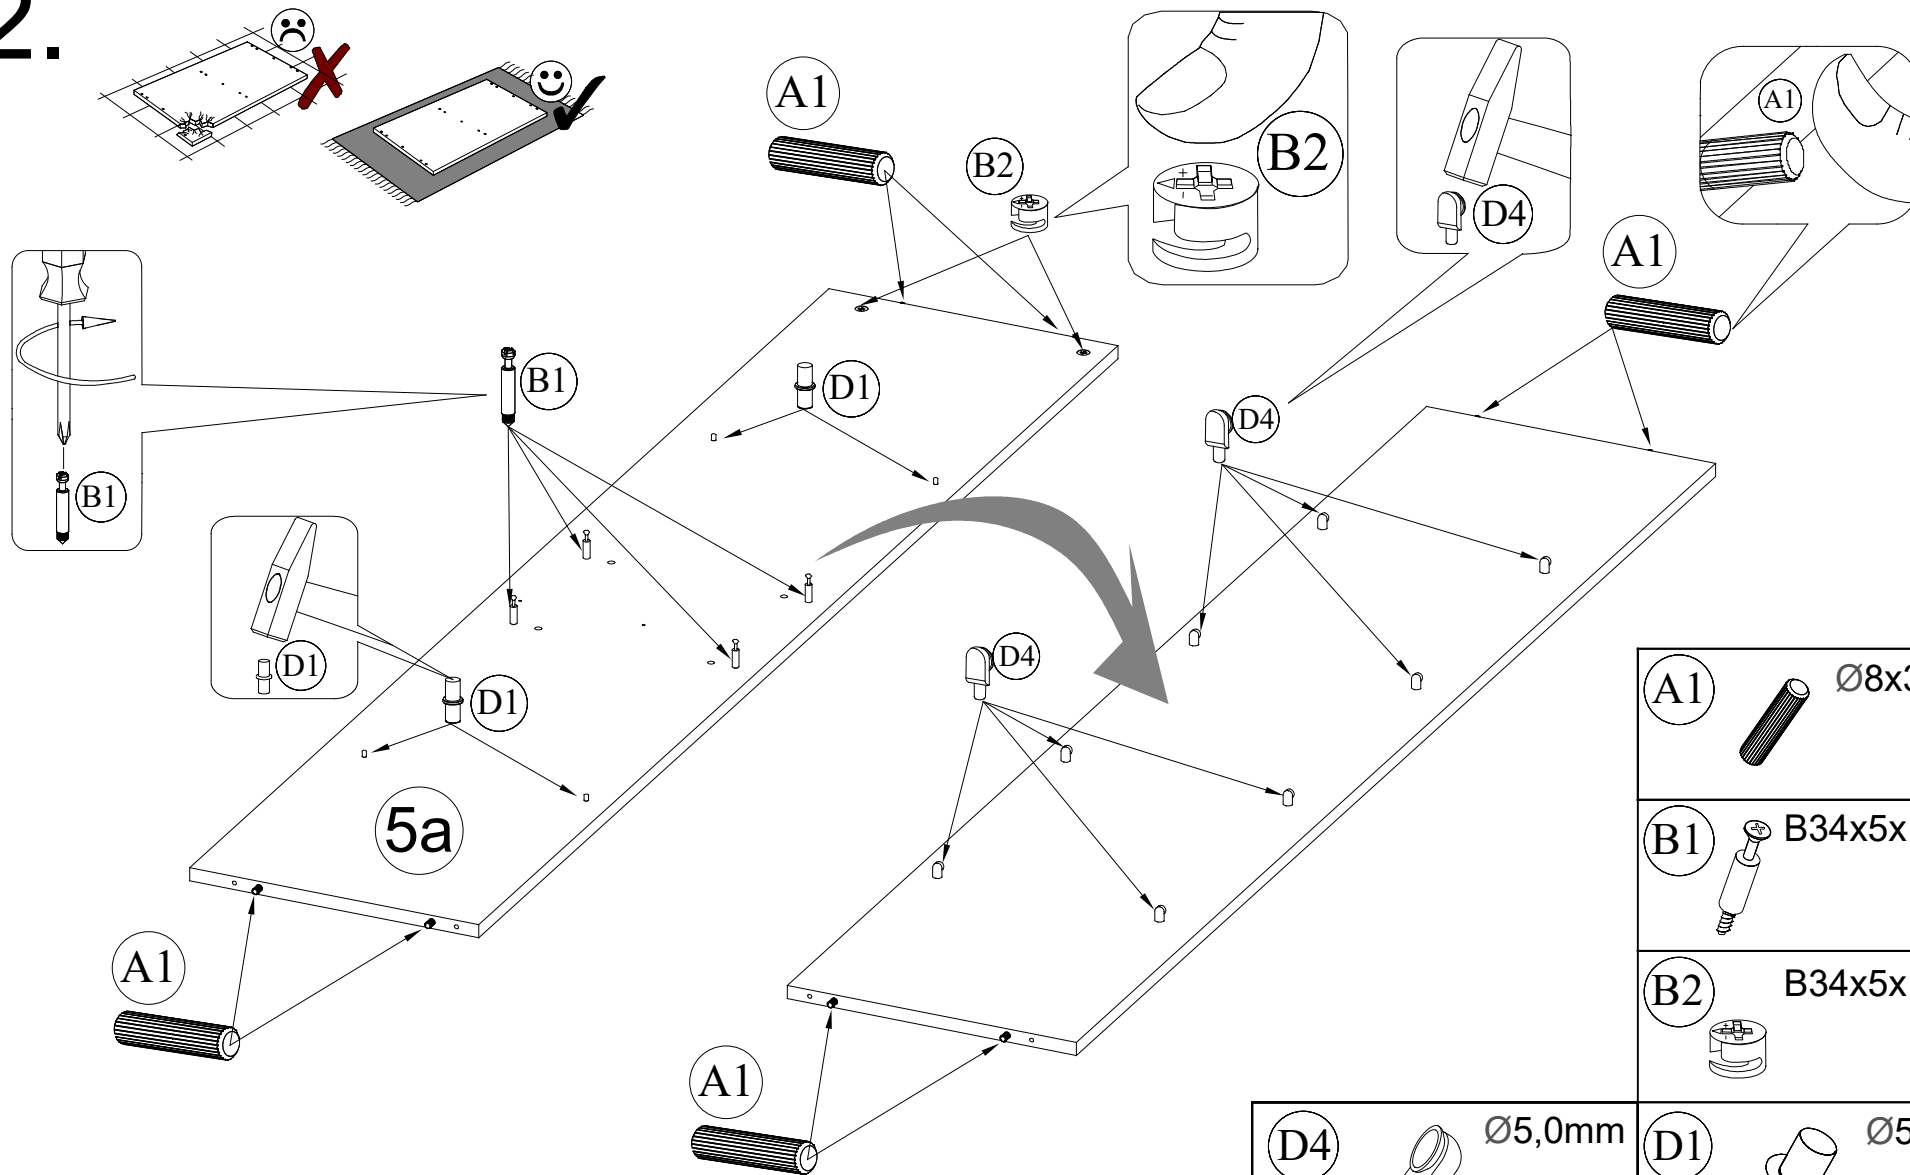 2.
A1
B2
B2
D4
A1
A1
B1
B1
D1
D4
D1
D1
D4
5a
A1
A1
A1 Ø8x3
B1 B34x5x
B2 B34x5x
D4 Ø5,0mm
D1 Ø5